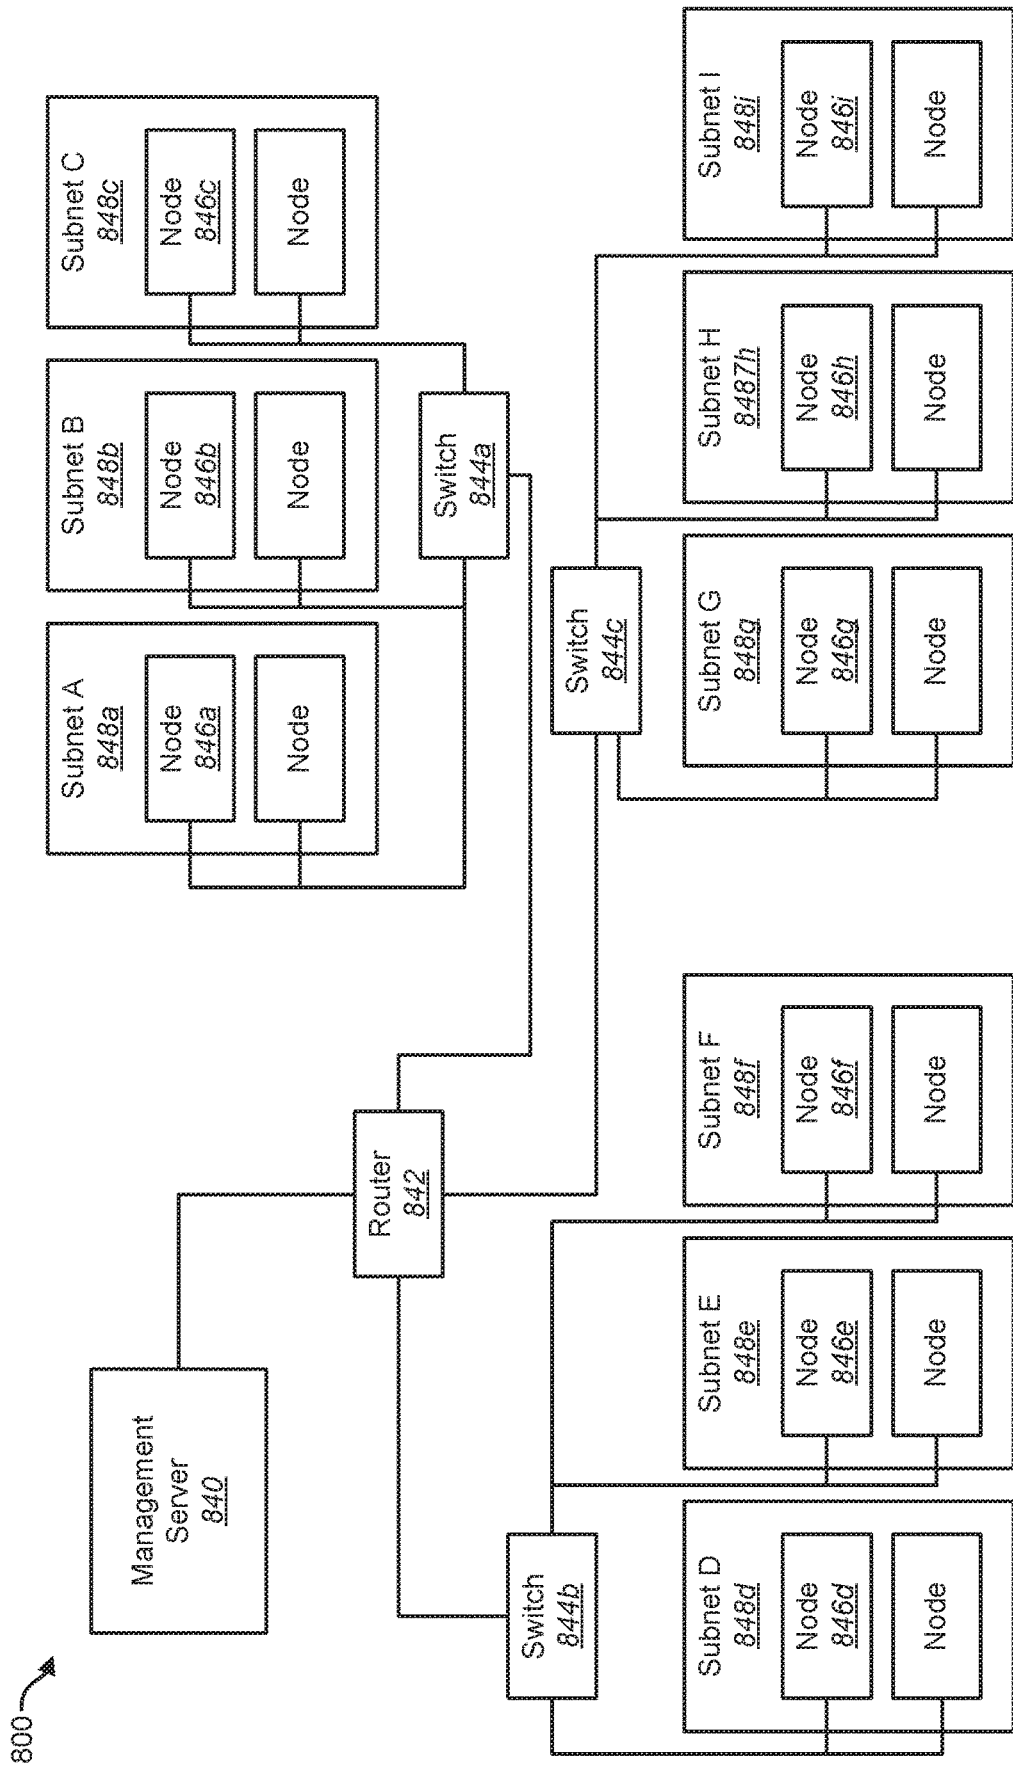 800
Management
Server
840
Router
842
Subnet A
848a
Node
846a
Node
Subnet B
848b
Node
846b
Node
Subnet C
848c
Node
846c
Node
Switch
844a
Switch
844b
Switch
844c
Subnet D
848d
Node
846d
Node
Subnet E
848e
Node
846e
Node
Subnet F
848f
Node
846f
Node
Subnet G
848g
Node
846g
Node
Subnet H
8487h
Node
846h
Node
Subnet I
848i
Node
846i
Node